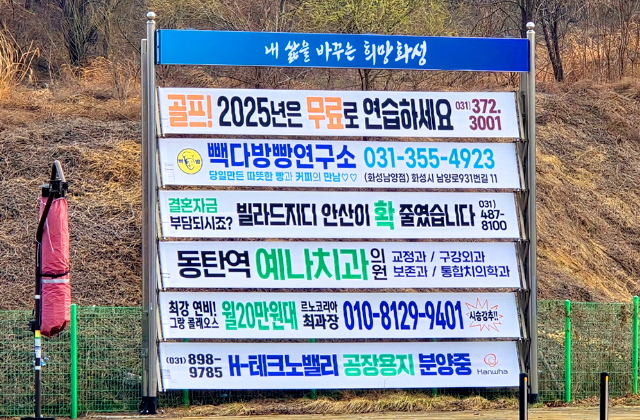 내 삶을 바꾸는 희망화성
골프! 2025년은 무료로 연습하세요 031) 372.3001
빽다방빵연구소 031-355-4923
당일만든 따뜻한 빵과 커피의 만남♡♡ (화성남양점) 화성시 남양로931번길 11
결혼자금 부담되시죠? 빌라드지디 안산이 확 줄였습니다 031) 487-8100
동탄역 예나치과의원 교정과 / 구강외과
보존과 / 통합치의학과
최강 연비! 그랑 콜레오스 월20만원대 르노코리아 최과장 010-8129-9401 시승강추!!
(031) 898-9785 H-테크노밸리 공장용지 분양중 Hanwha